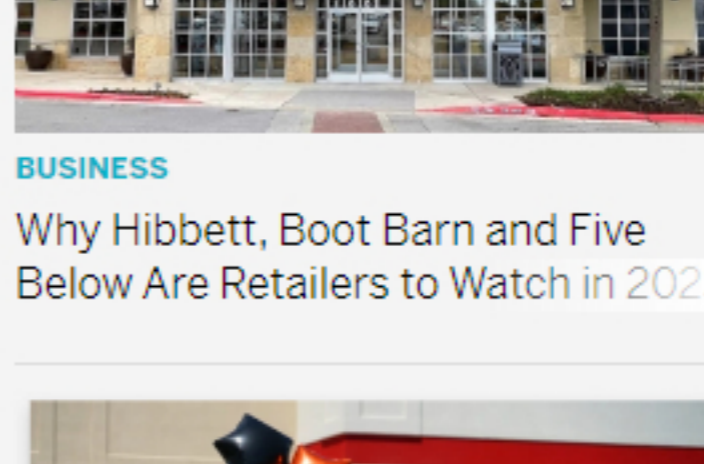 BUSINESS
Why Hibbett, Boot Barn and Five
Below Are Retailers to Watch in 202